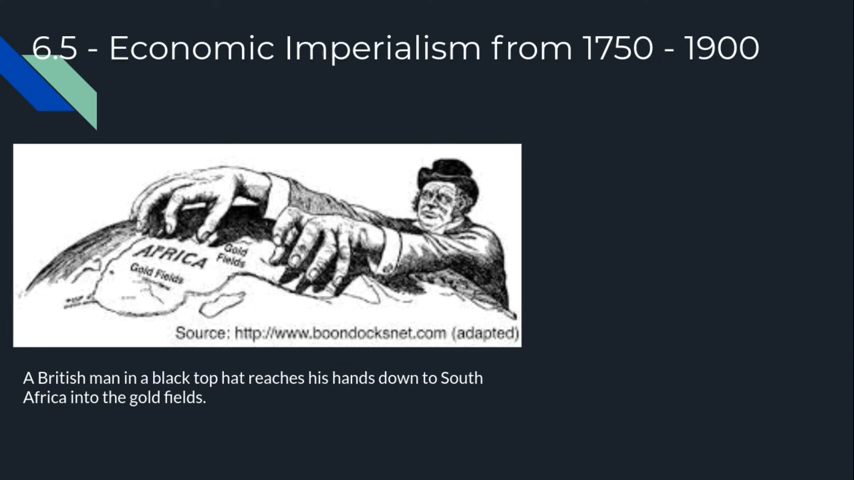 6.5 - Economic Imperialism from 1750 - 1900
AFRICA
Gold
Fields
Gold Fields
Source: http://www.boondocksnet.com (adapted)
A British man in a black top hat reaches his hands down to South
Africa into the gold fields.